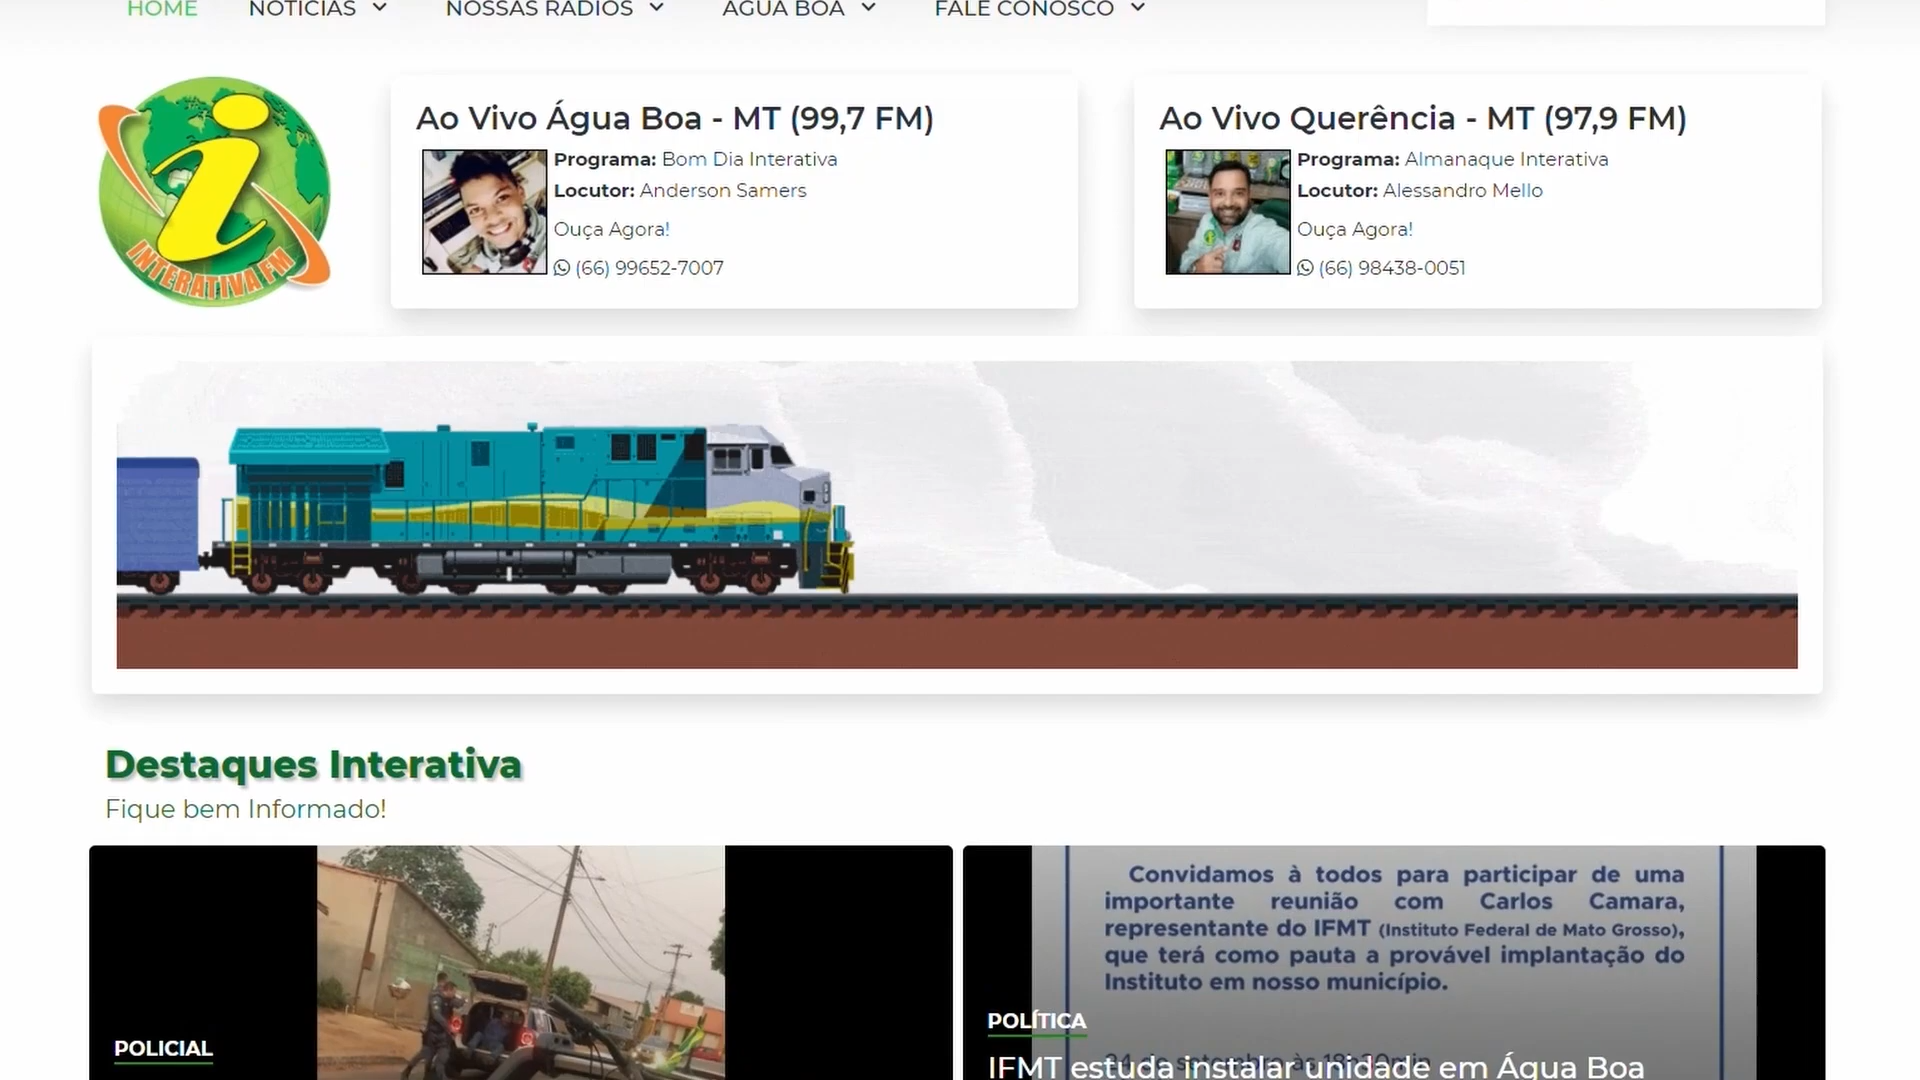 HOME NOTÍCIAS NOSSAS RÁDIOS ÁGUA BOA FALE CONOSCO
i
INTERATIVA FM
Ao Vivo Água Boa - MT (99,7 FM)
Programa: Bom Dia Interativa
Locutor: Anderson Samers
Ouça Agora!
(66) 99652-7007
Ao Vivo Querência - MT (97,9 FM)
Programa: Almanaque Interativa
Locutor: Alessandro Mello
Ouça Agora!
(66) 98438-0051
Destaques Interativa
Fique bem Informado!
POLICIAL
Convidamos à todos para participar de uma
importante reunião com Carlos Camara,
representante do IFMT (Instituto Federal de Mato Grosso),
que terá como pauta a provável implantação do
Instituto em nosso município.
POLÍTICA
IFMT estuda instalar unidade em Água Boa